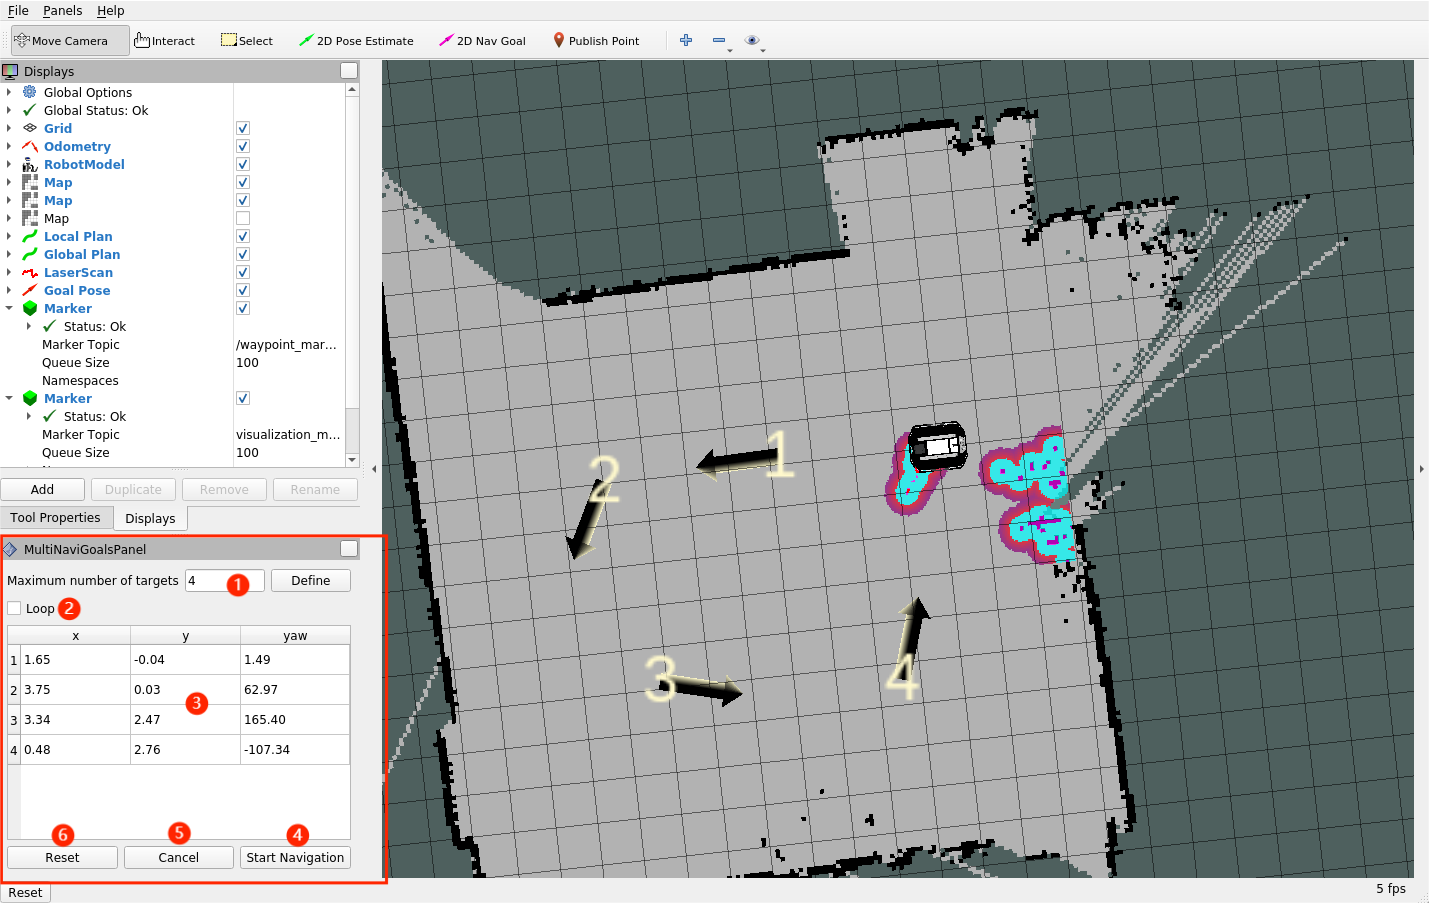 File Panels Help
Move Camera Interact Select 2D Pose Estimate 2D Nav Goal Publish Point
Displays
Global Options
Global Status: Ok
Grid
Odometry
RobotModel
Map
Map
Map
Local Plan
Global Plan
LaserScan
Goal Pose
Marker
Status: Ok
Marker Topic /waypoint_mar...
Queue Size 100
Namespaces
Marker
Status: Ok
Marker Topic visualization_m...
Queue Size 100
Add Duplicate Remove Rename
Tool Properties Displays
MultiNaviGoalsPanel
Maximum number of targets 4 1 Define
Loop 2
x y yaw
1 1.65 -0.04 1.49
2 3.75 0.03 62.97
3
3 3.34 2.47 165.40
4 0.48 2.76 -107.34
6 5 4
Reset Cancel Start Navigation
Reset
1
2
3
4
5 fps